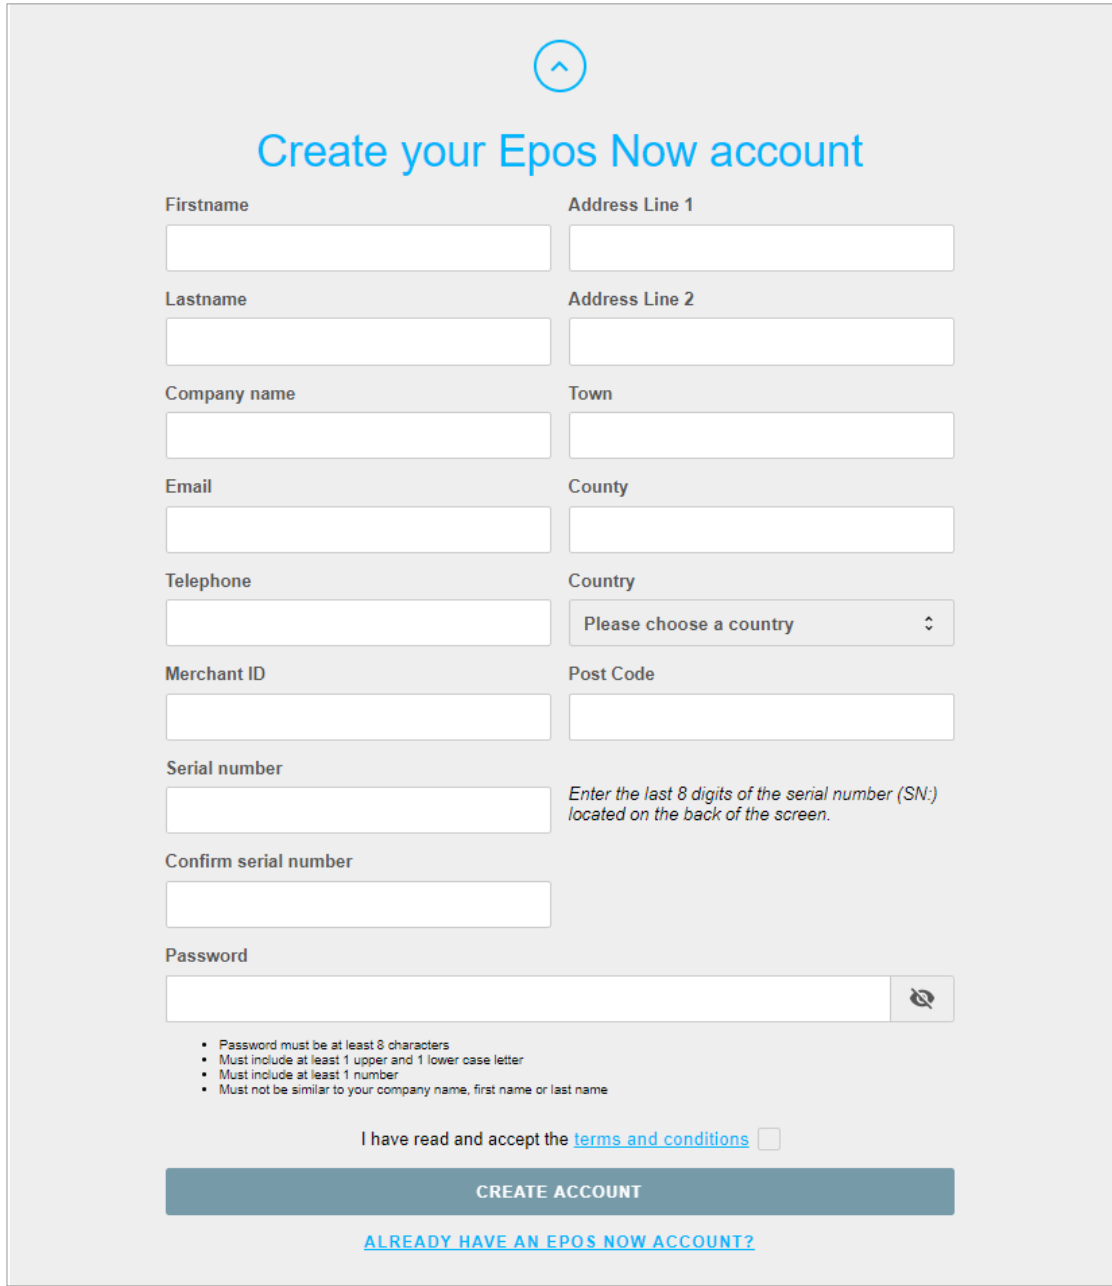 Create your Epos Now account
Firstname
Address Line 1
Lastname
Address Line 2
Company name
Town
Email
County
Telephone
Country
Please choose a country
Merchant ID
Post Code
Serial number
Enter the last 8 digits of the serial number (SN:)
located on the back of the screen.
Confirm serial number
Password
Password must be at least 8 characters
Must include at least 1 upper and 1 lower case letter
Must include at least 1 number
Must not be similar to your company name, first name or last name
I have read and accept the terms and conditions
CREATE ACCOUNT
ALREADY HAVE AN EPOS NOW ACCOUNT?